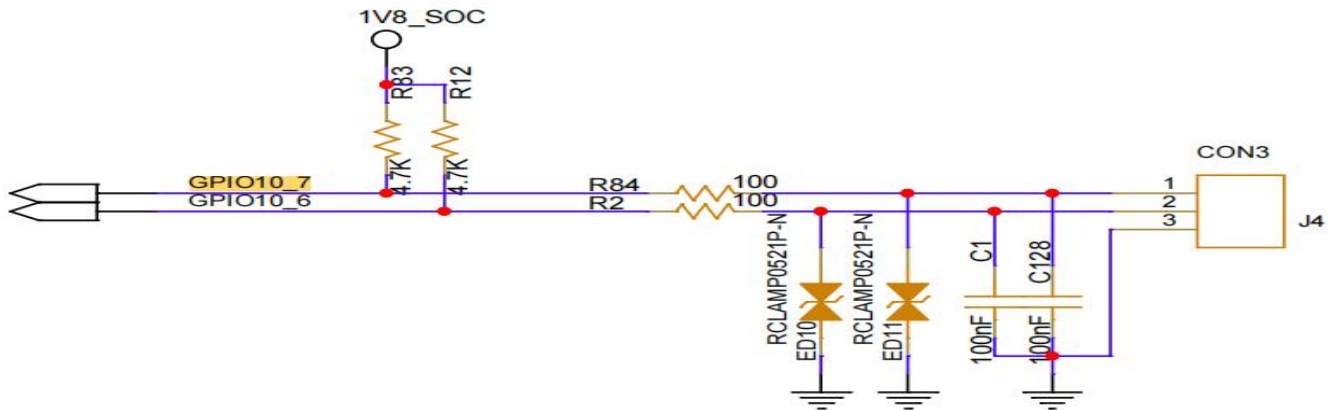 1V8_SOC
R83
R12
4.7K
4.7K
CON3
GPIO10_7
GPIO10_6
R84
100
R2
100
1
2
3
J4
RCLAMP0521P-N
ED10
RCLAMP0521P-N
ED11
C1
100nF
C128
100nF